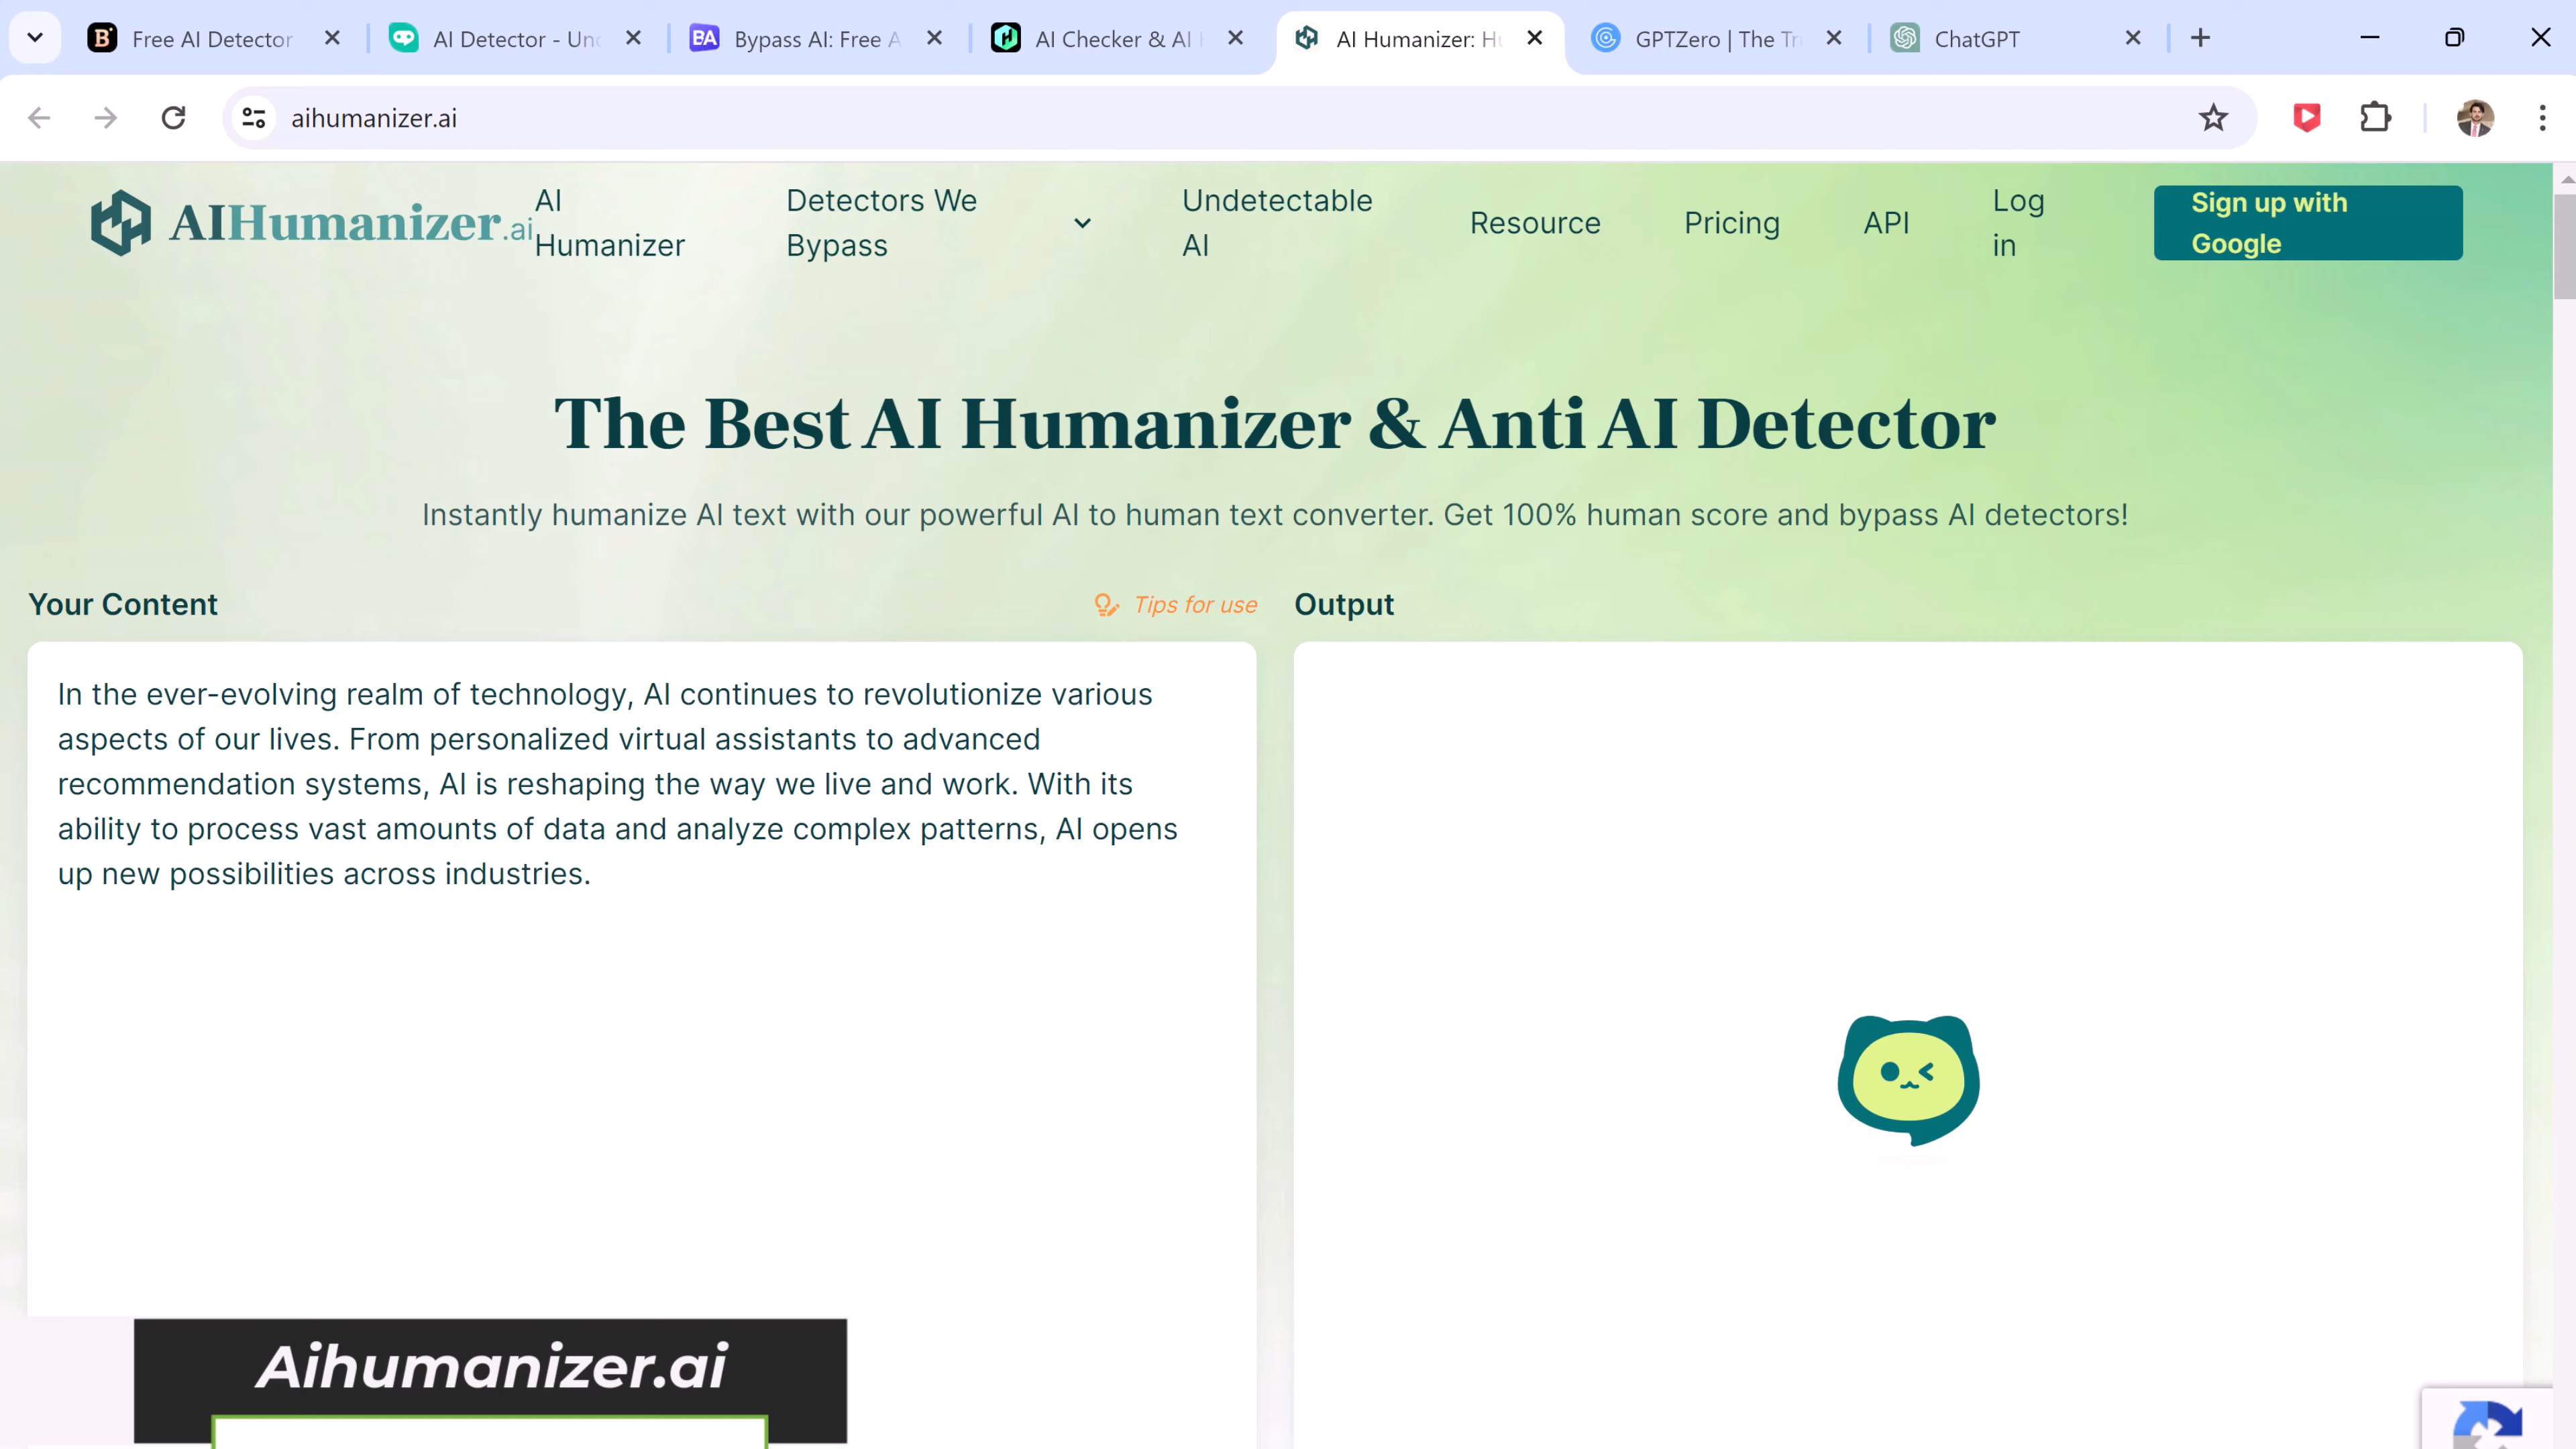 Free AI Detector
AI Detector - Unc
Bypass AI: Free A
AI Checker & AI
AI Humanizer: Hu
GPTZero | The Tr
ChatGPT
aihumanizer.ai
AIHumanizer.ai
AI
Humanizer
Detectors We
Bypass
Undetectable
AI
Resource
Pricing
API
Log
in
Sign up with
Google
The Best AI Humanizer & Anti AI Detector
Instantly humanize AI text with our powerful AI to human text converter. Get 100% human score and bypass AI detectors!
Your Content
Tips for use
Output
In the ever-evolving realm of technology, AI continues to revolutionize various
aspects of our lives. From personalized virtual assistants to advanced
recommendation systems, AI is reshaping the way we live and work. With its
ability to process vast amounts of data and analyze complex patterns, AI opens
up new possibilities across industries.
Aihumanizer.ai